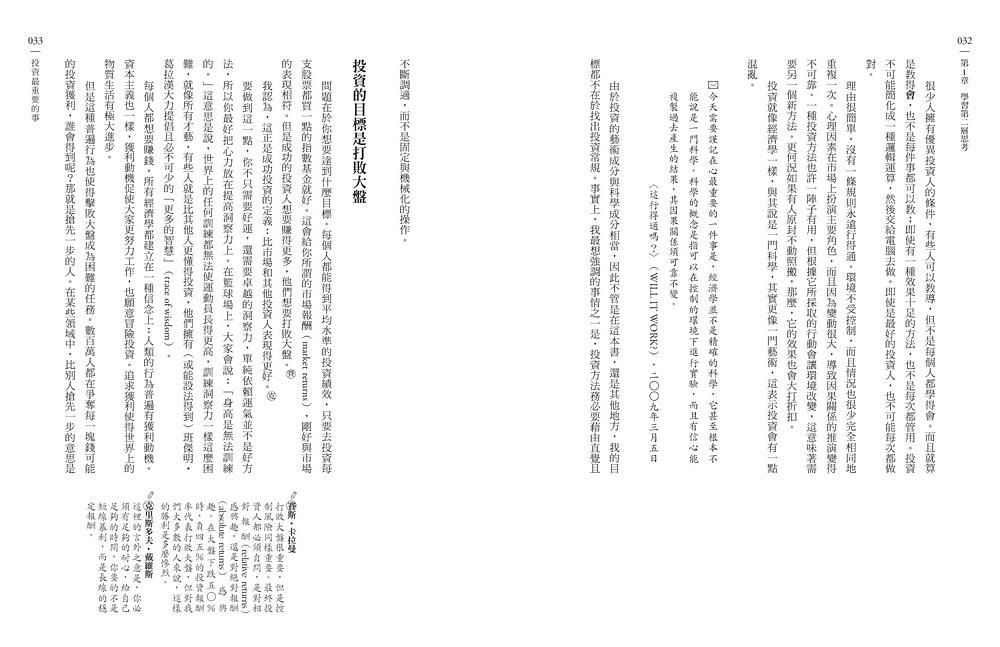 032
第1章 學習第二層思考
很少人擁有優異投資人的條件,有些人可以教導,但不是每個人都學得會。而且就算
是教得會,也不是每件事都可以教;即使有一種效果十足的方法,也不是每次都管用。投資
不可能簡化成一種邏輯運算,然後交給電腦去做。即使是最好的投資人,也不可能每次都做
對。
理由很簡單,沒有一條規則永遠行得通。環境不受控制,而且情況也很少完全相同地
重複一次。心理因素在市場上扮演主要角色,而且因為變動很大,導致因果關係的推演變得
不可靠。一種投資方法也許一陣子有用,但根據它所採取的行動會讓環境改變,這意味著需
要另一個新方法。更何況如果有人原封不動照搬,那麼,它的效果也會大打折扣。
投資就像經濟學一樣,與其說是一門科學,其實更像一門藝術,這表示投資會有一點
混亂。
今天需要謹記在心最重要的一件事是,經濟學並不是精確的科學,它甚至根本不
能說是一門科學。科學的概念是指可以在控制的環境下進行實驗,而且有信心能
複製過去產生的結果,其因果關係須可靠不變。
〈這行得通嗎?〉(WILL IT WORK?),二〇〇九年三月五日
由於投資的藝術成分與科學成分相當,因此不管是在這本書,還是其他地方,我的目
標都不在於找出投資常規。事實上,我最想強調的事情之一是,投資方法務必要藉由直覺且
033
投資最重要的事
不斷調適,而不是固定與機械化的操作。
投資的目標是打敗大盤
問題在於你想要達到什麼目標。每個人都能得到平均水準的投資績效,只要去投資每
支股票都買一點的指數基金就好。這會給你所謂的市場報酬(market returns),剛好與市場
的表現相符。但是成功的投資人想要賺得更多,他們想要打敗大盤。賽
我認為,這正是成功投資的定義:比市場和其他投資人表現得更好。克
要做到這一點,你不只需要好運,還需要卓越的洞察力,單純依賴運氣並不是好方
法,所以你最好把心力放在提高洞察力上。在籃球場上,大家會說:「身高是無法訓練
的。」這意思是說,世界上的任何訓練都無法使運動員長得更高,訓練洞察力一樣這麼困
難,就像所有才藝,有些人就是比其他人更懂得投資,他們擁有(或能設法得到)班傑明.
葛拉漢大力提倡且必不可少的「更多的智慧」(trace of wisdom)。
每個人都想要賺錢,所有經濟學都建立在一種信念上:人類的行為普遍有獲利動機。
資本主義也一樣,獲利動機促使大家更努力工作,也願意冒險投資。追求獲利使得世界上的
物質生活有極大進步。
但是這種普遍行為也使得擊敗大盤成為困難的任務。數百萬人都在爭奪每一塊錢可能
的投資獲利,誰會得到呢?那就是搶先一步的人。在某些領域中,比別人搶先一步的意思是
賽斯.卡拉曼
打敗大盤很重要,但是控
制風險同樣重要。最終投
資人都必須自問,是對相
對報酬(relative returns)
感興趣,還是對絕對報酬
(absolute returns)感興
趣。在大盤下跌五〇%
時,負四五%的投資報酬
率代表打敗大盤,但對我
們大多數的人來說,這樣
的勝利是多麼慘烈。
克里斯多夫.戴維斯
這裡的言外之意是,你必
須有足夠的耐心,給自己
足夠的時間,你要的不是
短線暴利,而是長線的穩
定報酬。